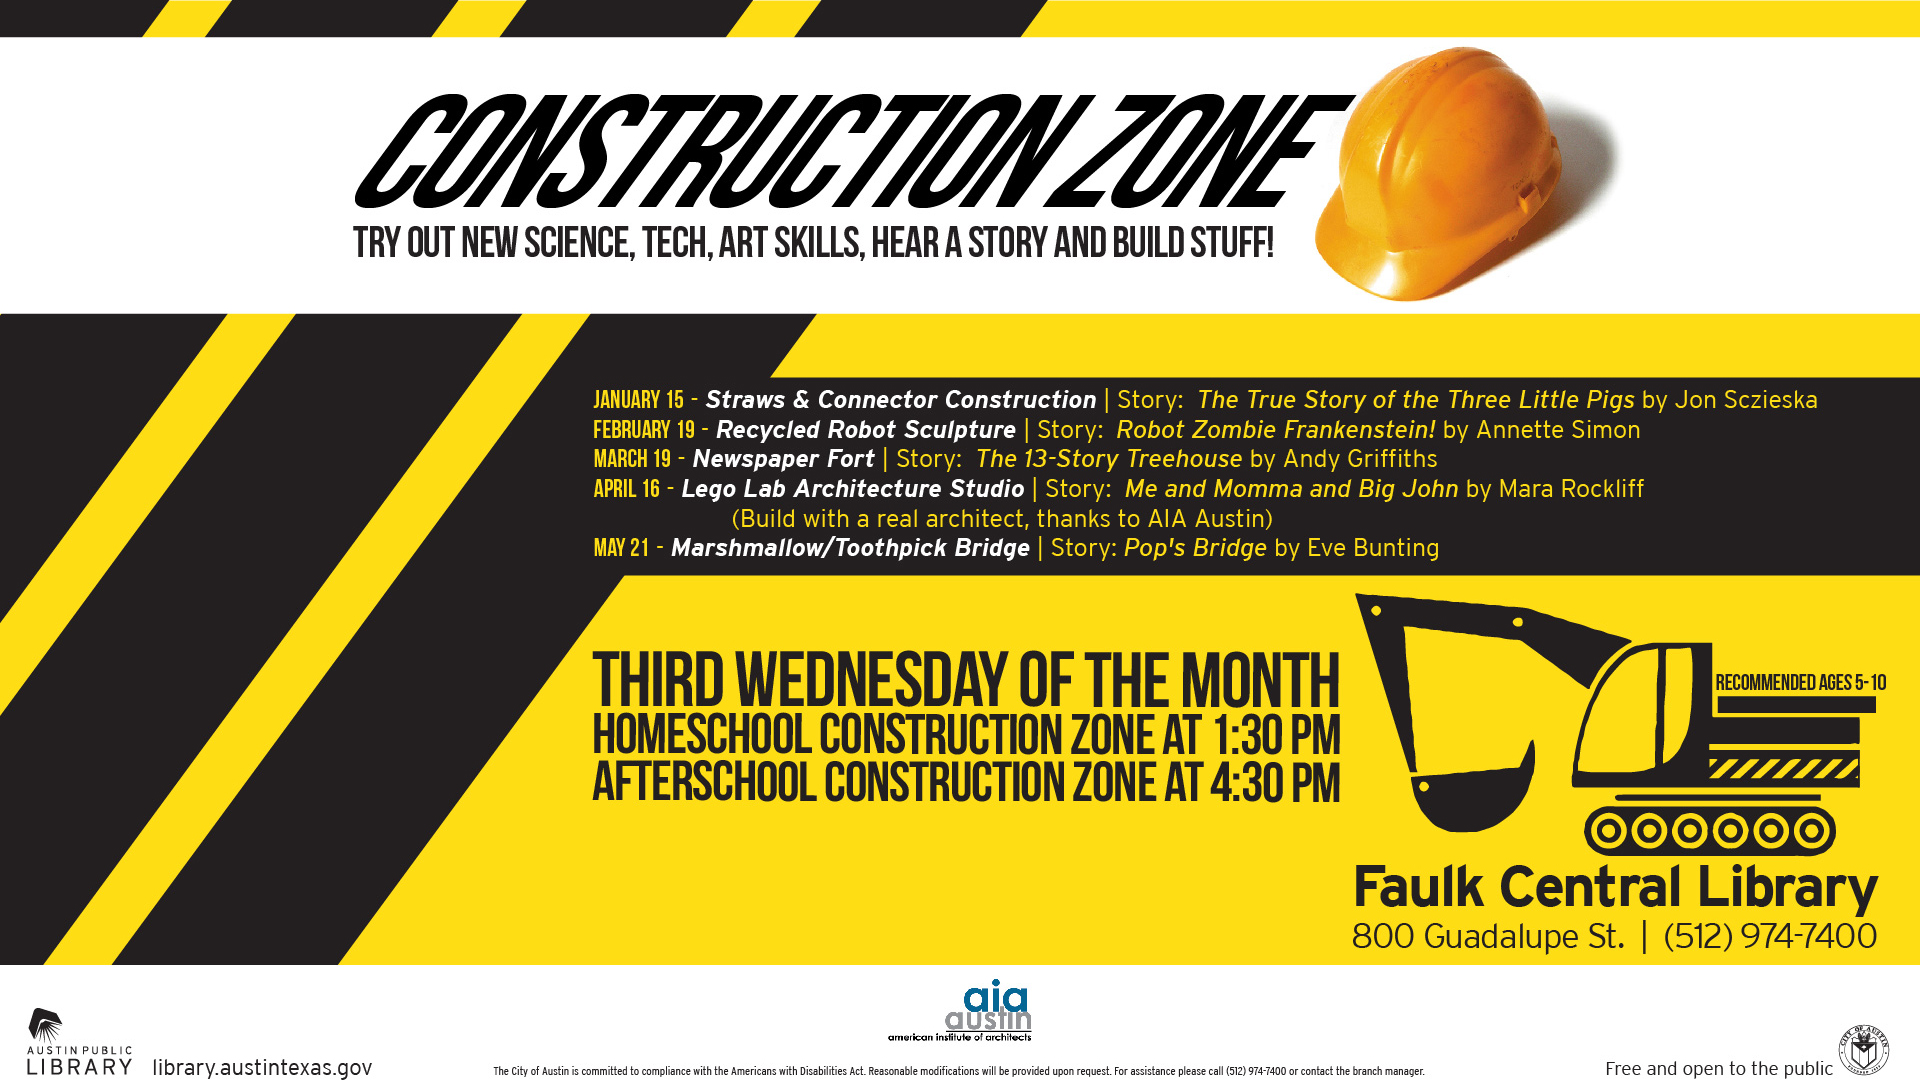 CONSTRUCTION ZONE
TRY OUT NEW SCIENCE, TECH, ART SKILLS, HEAR A STORY AND BUILD STUFF!
JANUARY 15 - Straws & Connector Construction | Story: The True Story of the Three Little Pigs by Jon Sczieska
FEBRUARY 19 - Recycled Robot Sculpture | Story: Robot Zombie Frankenstein! by Annette Simon
MARCH 19 - Newspaper Fort | Story: The 13-Story Treehouse by Andy Griffiths
APRIL 16 - Lego Lab Architecture Studio | Story: Me and Momma and Big John by Mara Rockliff
(Build with a real architect, thanks to AIA Austin)
MAY 21 - Marshmallow/Toothpick Bridge | Story: Pop's Bridge by Eve Bunting
THIRD WEDNESDAY OF THE MONTH
HOMESCHOOL CONSTRUCTION ZONE AT 1:30 PM
AFTERSCHOOL CONSTRUCTION ZONE AT 4:30 PM
RECOMMENDED AGES 5-10
Faulk Central Library
800 Guadalupe St. | (512) 974-7400
aia
austin
american institute of architects
AUSTIN PUBLIC
LIBRARY
library.austintexas.gov
The City of Austin is committed to compliance with the Americans with Disabilities Act. Reasonable modifications will be provided upon request. For assistance please call (512) 974-7400 or contact the branch manager.
Free and open to the public
CITY OF AUSTIN